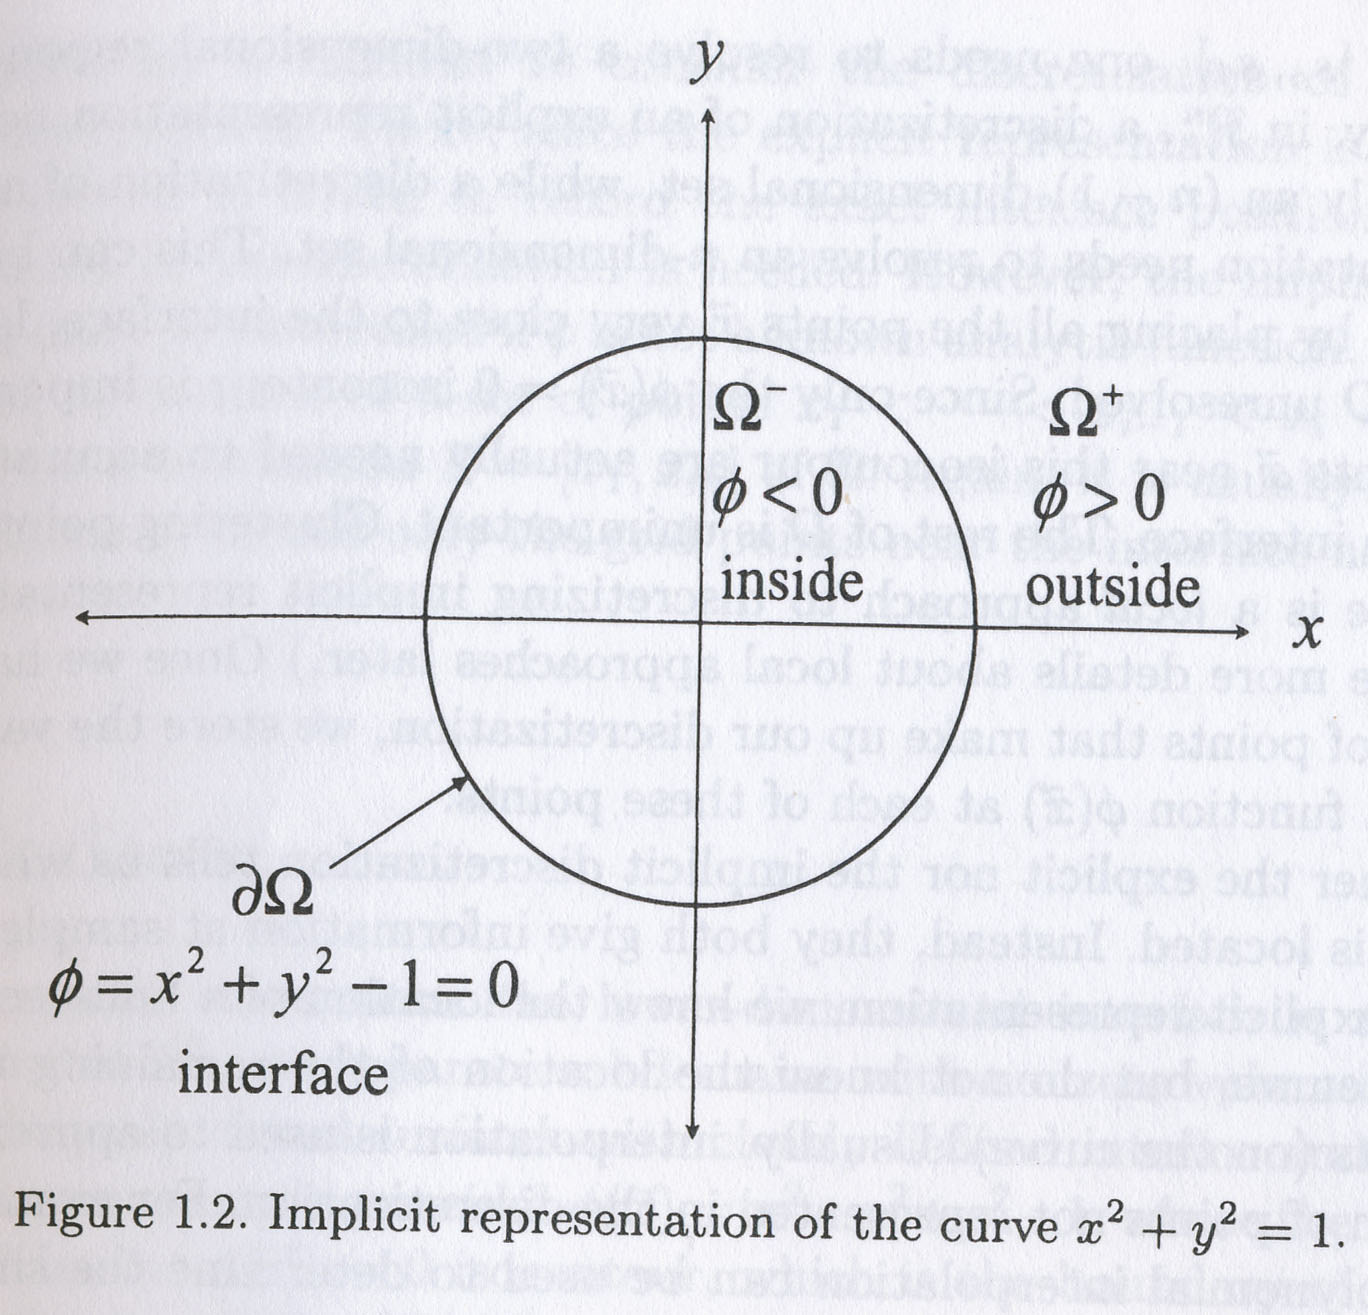 y
Ω⁻
Ω⁺
ϕ < 0
ϕ > 0
inside
outside
x
∂Ω
ϕ = x² + y² − 1 = 0
interface
Figure 1.2. Implicit representation of the curve x² + y² = 1.